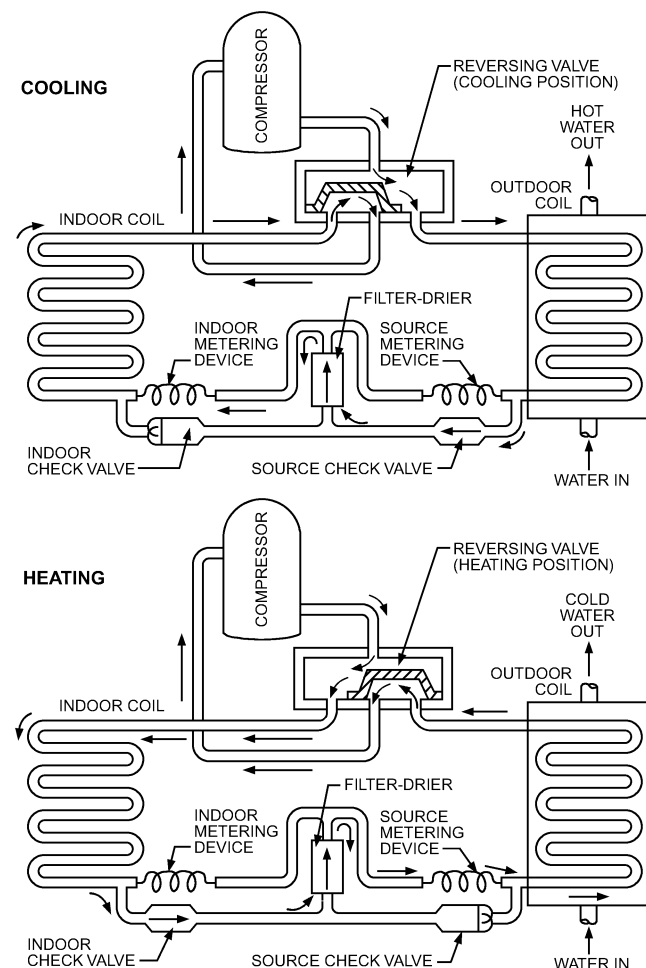 COOLING
COMPRESSOR
REVERSING VALVE
(COOLING POSITION)
HOT
WATER
OUT
OUTDOOR
COIL
INDOOR COIL
FILTER-DRIER
INDOOR
METERING
DEVICE
SOURCE
METERING
DEVICE
INDOOR
CHECK VALVE
SOURCE CHECK VALVE
WATER IN
HEATING
COMPRESSOR
REVERSING VALVE
(HEATING POSITION)
COLD
WATER
OUT
OUTDOOR
COIL
INDOOR COIL
FILTER-DRIER
INDOOR
METERING
DEVICE
SOURCE
METERING
DEVICE
INDOOR
CHECK VALVE
SOURCE CHECK VALVE
WATER IN